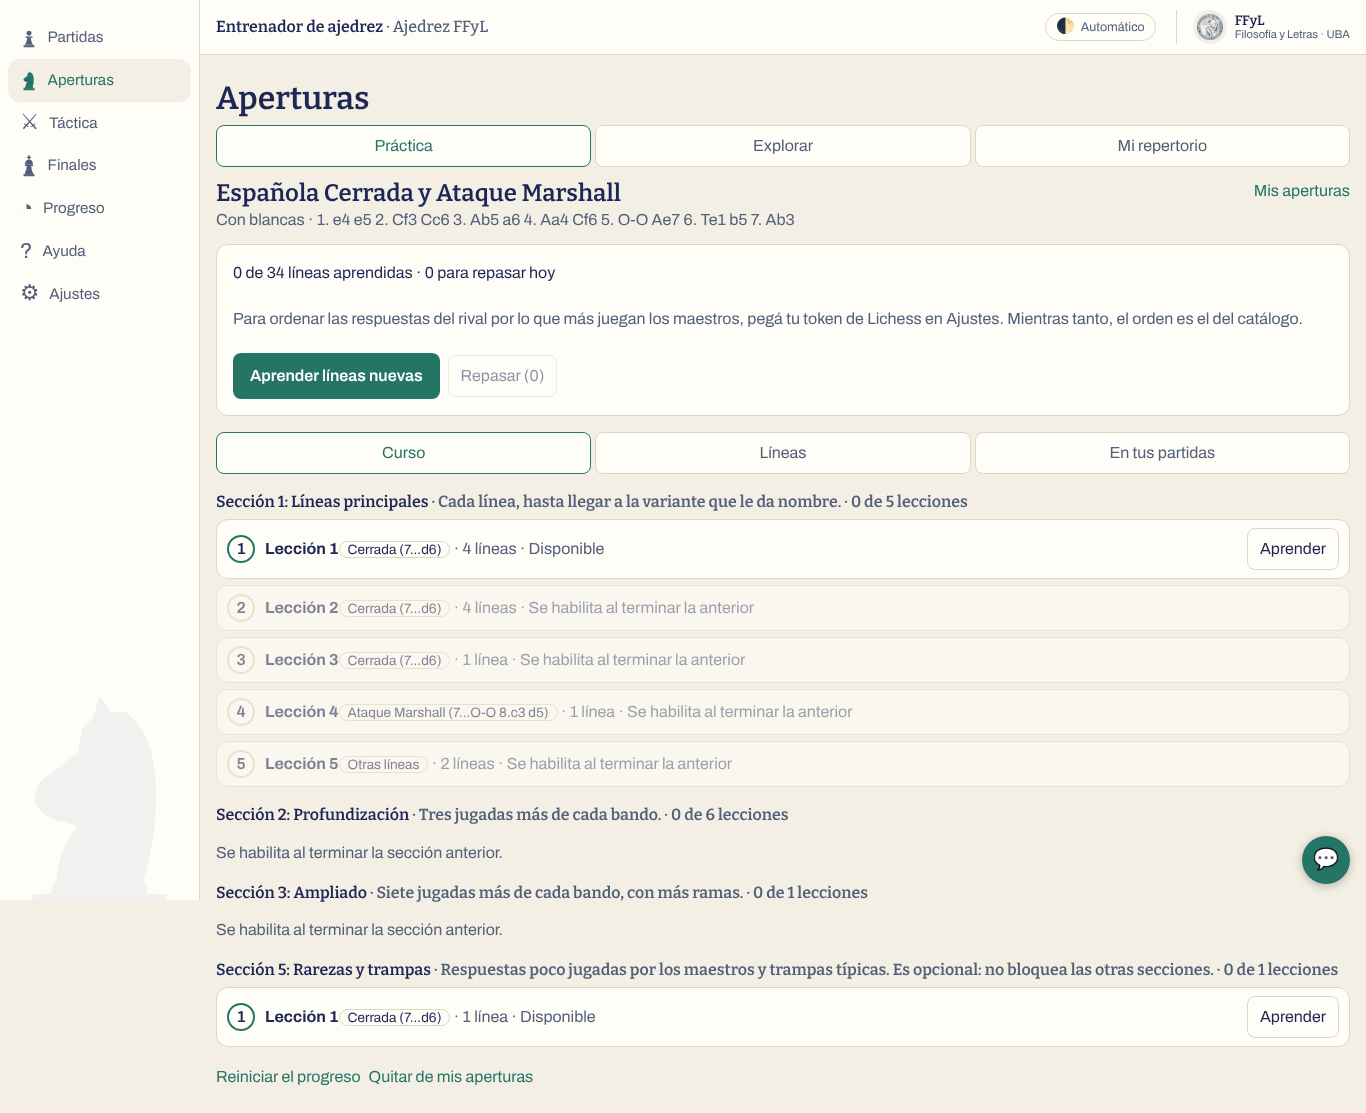 Partidas
Aperturas
Táctica
Finales
Progreso
? Ayuda
Ajustes
Entrenador de ajedrez · Ajedrez FFyL
Automático
FFyL
Filosofía y Letras · UBA
Aperturas
Práctica
Explorar
Mi repertorio
Española Cerrada y Ataque Marshall
Mis aperturas
Con blancas · 1. e4 e5 2. Cf3 Cc6 3. Ab5 a6 4. Aa4 Cf6 5. O-O Ae7 6. Te1 b5 7. Ab3
0 de 34 líneas aprendidas · 0 para repasar hoy
Para ordenar las respuestas del rival por lo que más juegan los maestros, pegá tu token de Lichess en Ajustes. Mientras tanto, el orden es el del catálogo.
Aprender líneas nuevas
Repasar (0)
Curso
Líneas
En tus partidas
Sección 1: Líneas principales · Cada línea, hasta llegar a la variante que le da nombre. · 0 de 5 lecciones
1 Lección 1 Cerrada (7...d6) · 4 líneas · Disponible
Aprender
2 Lección 2 Cerrada (7...d6) · 4 líneas · Se habilita al terminar la anterior
3 Lección 3 Cerrada (7...d6) · 1 línea · Se habilita al terminar la anterior
4 Lección 4 Ataque Marshall (7...O-O 8.c3 d5) · 1 línea · Se habilita al terminar la anterior
5 Lección 5 Otras líneas · 2 líneas · Se habilita al terminar la anterior
Sección 2: Profundización · Tres jugadas más de cada bando. · 0 de 6 lecciones
Se habilita al terminar la sección anterior.
Sección 3: Ampliado · Siete jugadas más de cada bando, con más ramas. · 0 de 1 lecciones
Se habilita al terminar la sección anterior.
Sección 5: Rarezas y trampas · Respuestas poco jugadas por los maestros y trampas típicas. Es opcional: no bloquea las otras secciones. · 0 de 1 lecciones
1 Lección 1 Cerrada (7...d6) · 1 línea · Disponible
Aprender
Reiniciar el progreso
Quitar de mis aperturas